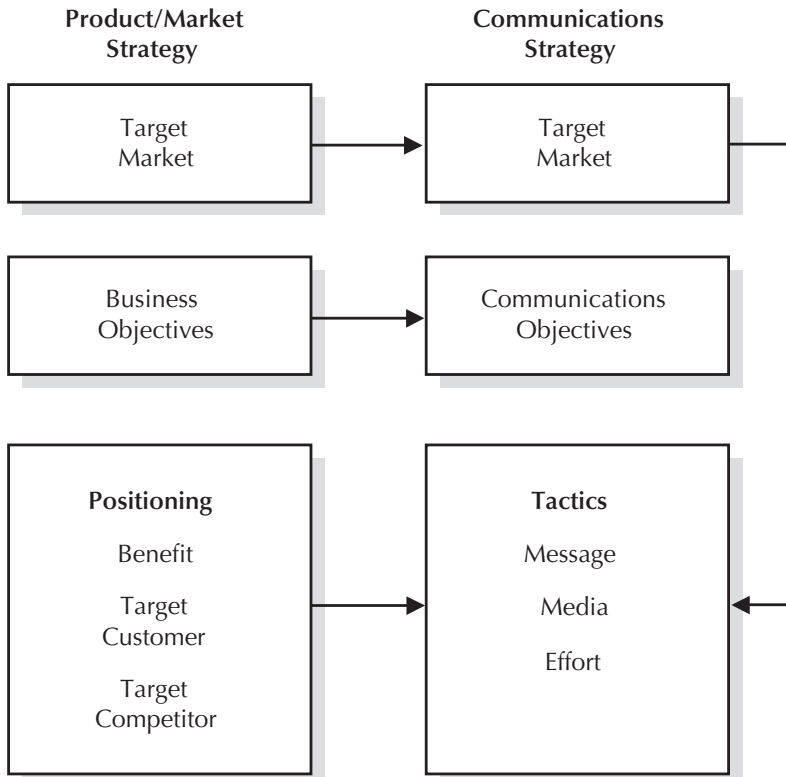 Product/Market
Strategy
Communications
Strategy
Target
Market
Target
Market
Business
Objectives
Communications
Objectives
Positioning
Benefit
Target
Customer
Target
Competitor
Tactics
Message
Media
Effort